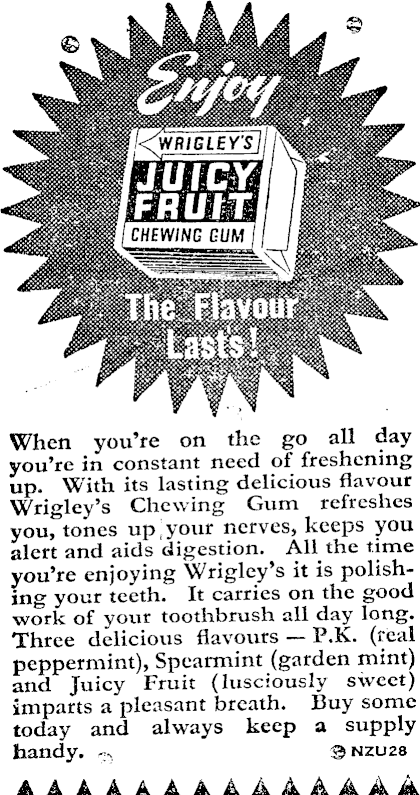 Enjoy
WRIGLEY'S
JUICY
FRUIT
CHEWING GUM
The Flavour
Lasts!
When you're on the go all day
you're in constant need of freshening
up. With its lasting delicious flavour
Wrigley's Chewing Gum refreshes
you, tones up your nerves, keeps you
alert and aids digestion. All the time
you're enjoying Wrigley's it is polish-
ing your teeth. It carries on the good
work of your toothbrush all day long.
Three delicious flavours — P.K. (real
peppermint), Spearmint (garden mint)
and Juicy Fruit (lusciously sweet)
imparts a pleasant breath. Buy some
today and always keep a supply
handy. NZU28